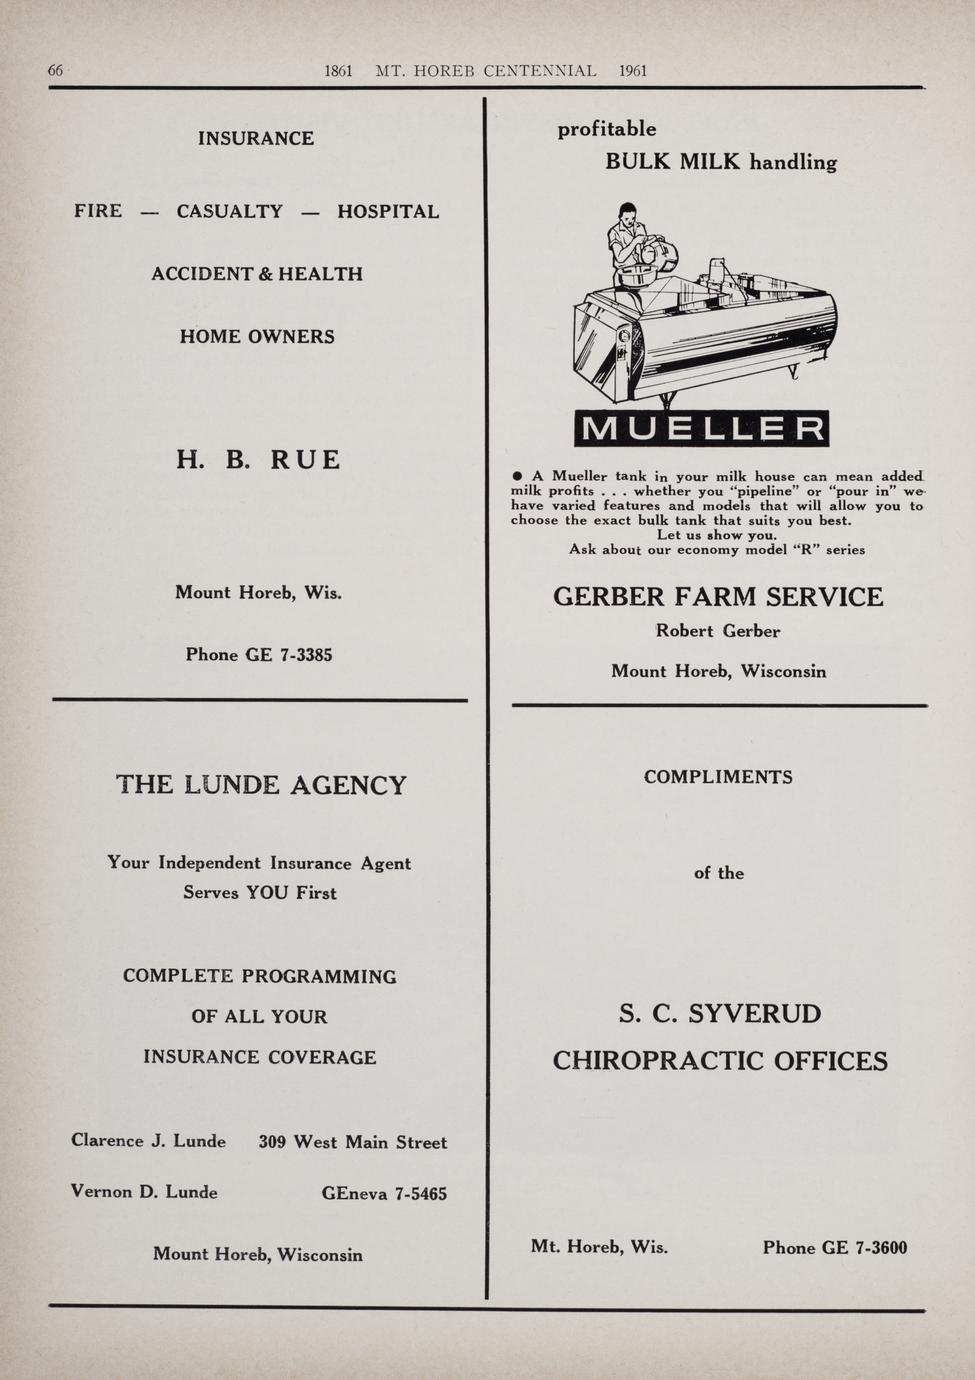 66
1861 MT. HOREB CENTENNIAL 1961
INSURANCE
FIRE — CASUALTY — HOSPITAL
ACCIDENT & HEALTH
HOME OWNERS
H. B. RUE
Mount Horeb, Wis.
Phone GE 7-3385
THE LUNDE AGENCY
Your Independent Insurance Agent
Serves YOU First
COMPLETE PROGRAMMING
OF ALL YOUR
INSURANCE COVERAGE
Clarence J. Lunde 309 West Main Street
Vernon D. Lunde GEneva 7-5465
Mount Horeb, Wisconsin
profitable
BULK MILK handling
MUELLER
● A Mueller tank in your milk house can mean added
milk profits . . . whether you “pipeline” or “pour in” we
have varied features and models that will allow you to
choose the exact bulk tank that suits you best.
Let us show you.
Ask about our economy model “R” series
GERBER FARM SERVICE
Robert Gerber
Mount Horeb, Wisconsin
COMPLIMENTS
of the
S. C. SYVERUD
CHIROPRACTIC OFFICES
Mt. Horeb, Wis. Phone GE 7-3600